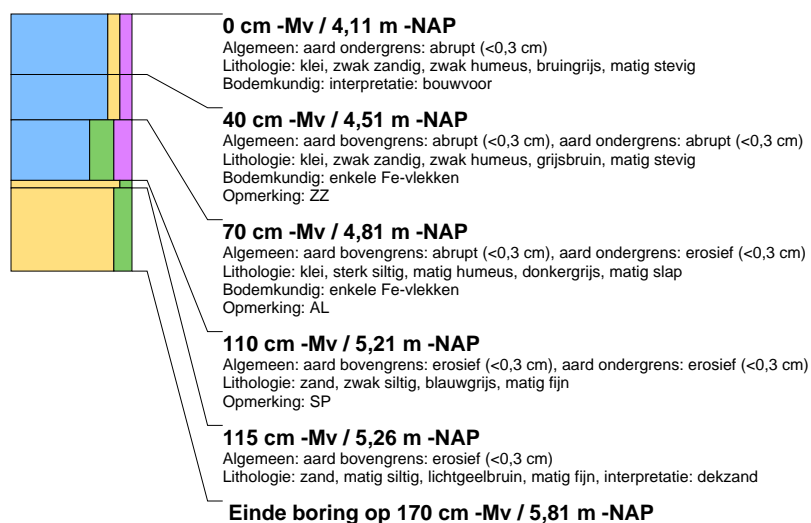 0 cm -Mv / 4,11 m -NAP
Algemeen: aard ondergrens: abrupt (<0,3 cm)
Lithologie: klei, zwak zandig, zwak humeus, bruingrijs, matig stevig
Bodemkundig: interpretatie: bouwvoor
40 cm -Mv / 4,51 m -NAP
Algemeen: aard bovengrens: abrupt (<0,3 cm), aard ondergrens: abrupt (<0,3 cm)
Lithologie: klei, zwak zandig, zwak humeus, grijsbruin, matig stevig
Bodemkundig: enkele Fe-vlekken
Opmerking: ZZ
70 cm -Mv / 4,81 m -NAP
Algemeen: aard bovengrens: abrupt (<0,3 cm), aard ondergrens: erosief (<0,3 cm)
Lithologie: klei, sterk siltig, matig humeus, donkergrijs, matig slap
Bodemkundig: enkele Fe-vlekken
Opmerking: AL
110 cm -Mv / 5,21 m -NAP
Algemeen: aard bovengrens: erosief (<0,3 cm), aard ondergrens: erosief (<0,3 cm)
Lithologie: zand, zwak siltig, blauwgrijs, matig fijn
Opmerking: SP
115 cm -Mv / 5,26 m -NAP
Algemeen: aard bovengrens: erosief (<0,3 cm)
Lithologie: zand, matig siltig, lichtgeelbruin, matig fijn, interpretatie: dekzand
Einde boring op 170 cm -Mv / 5,81 m -NAP